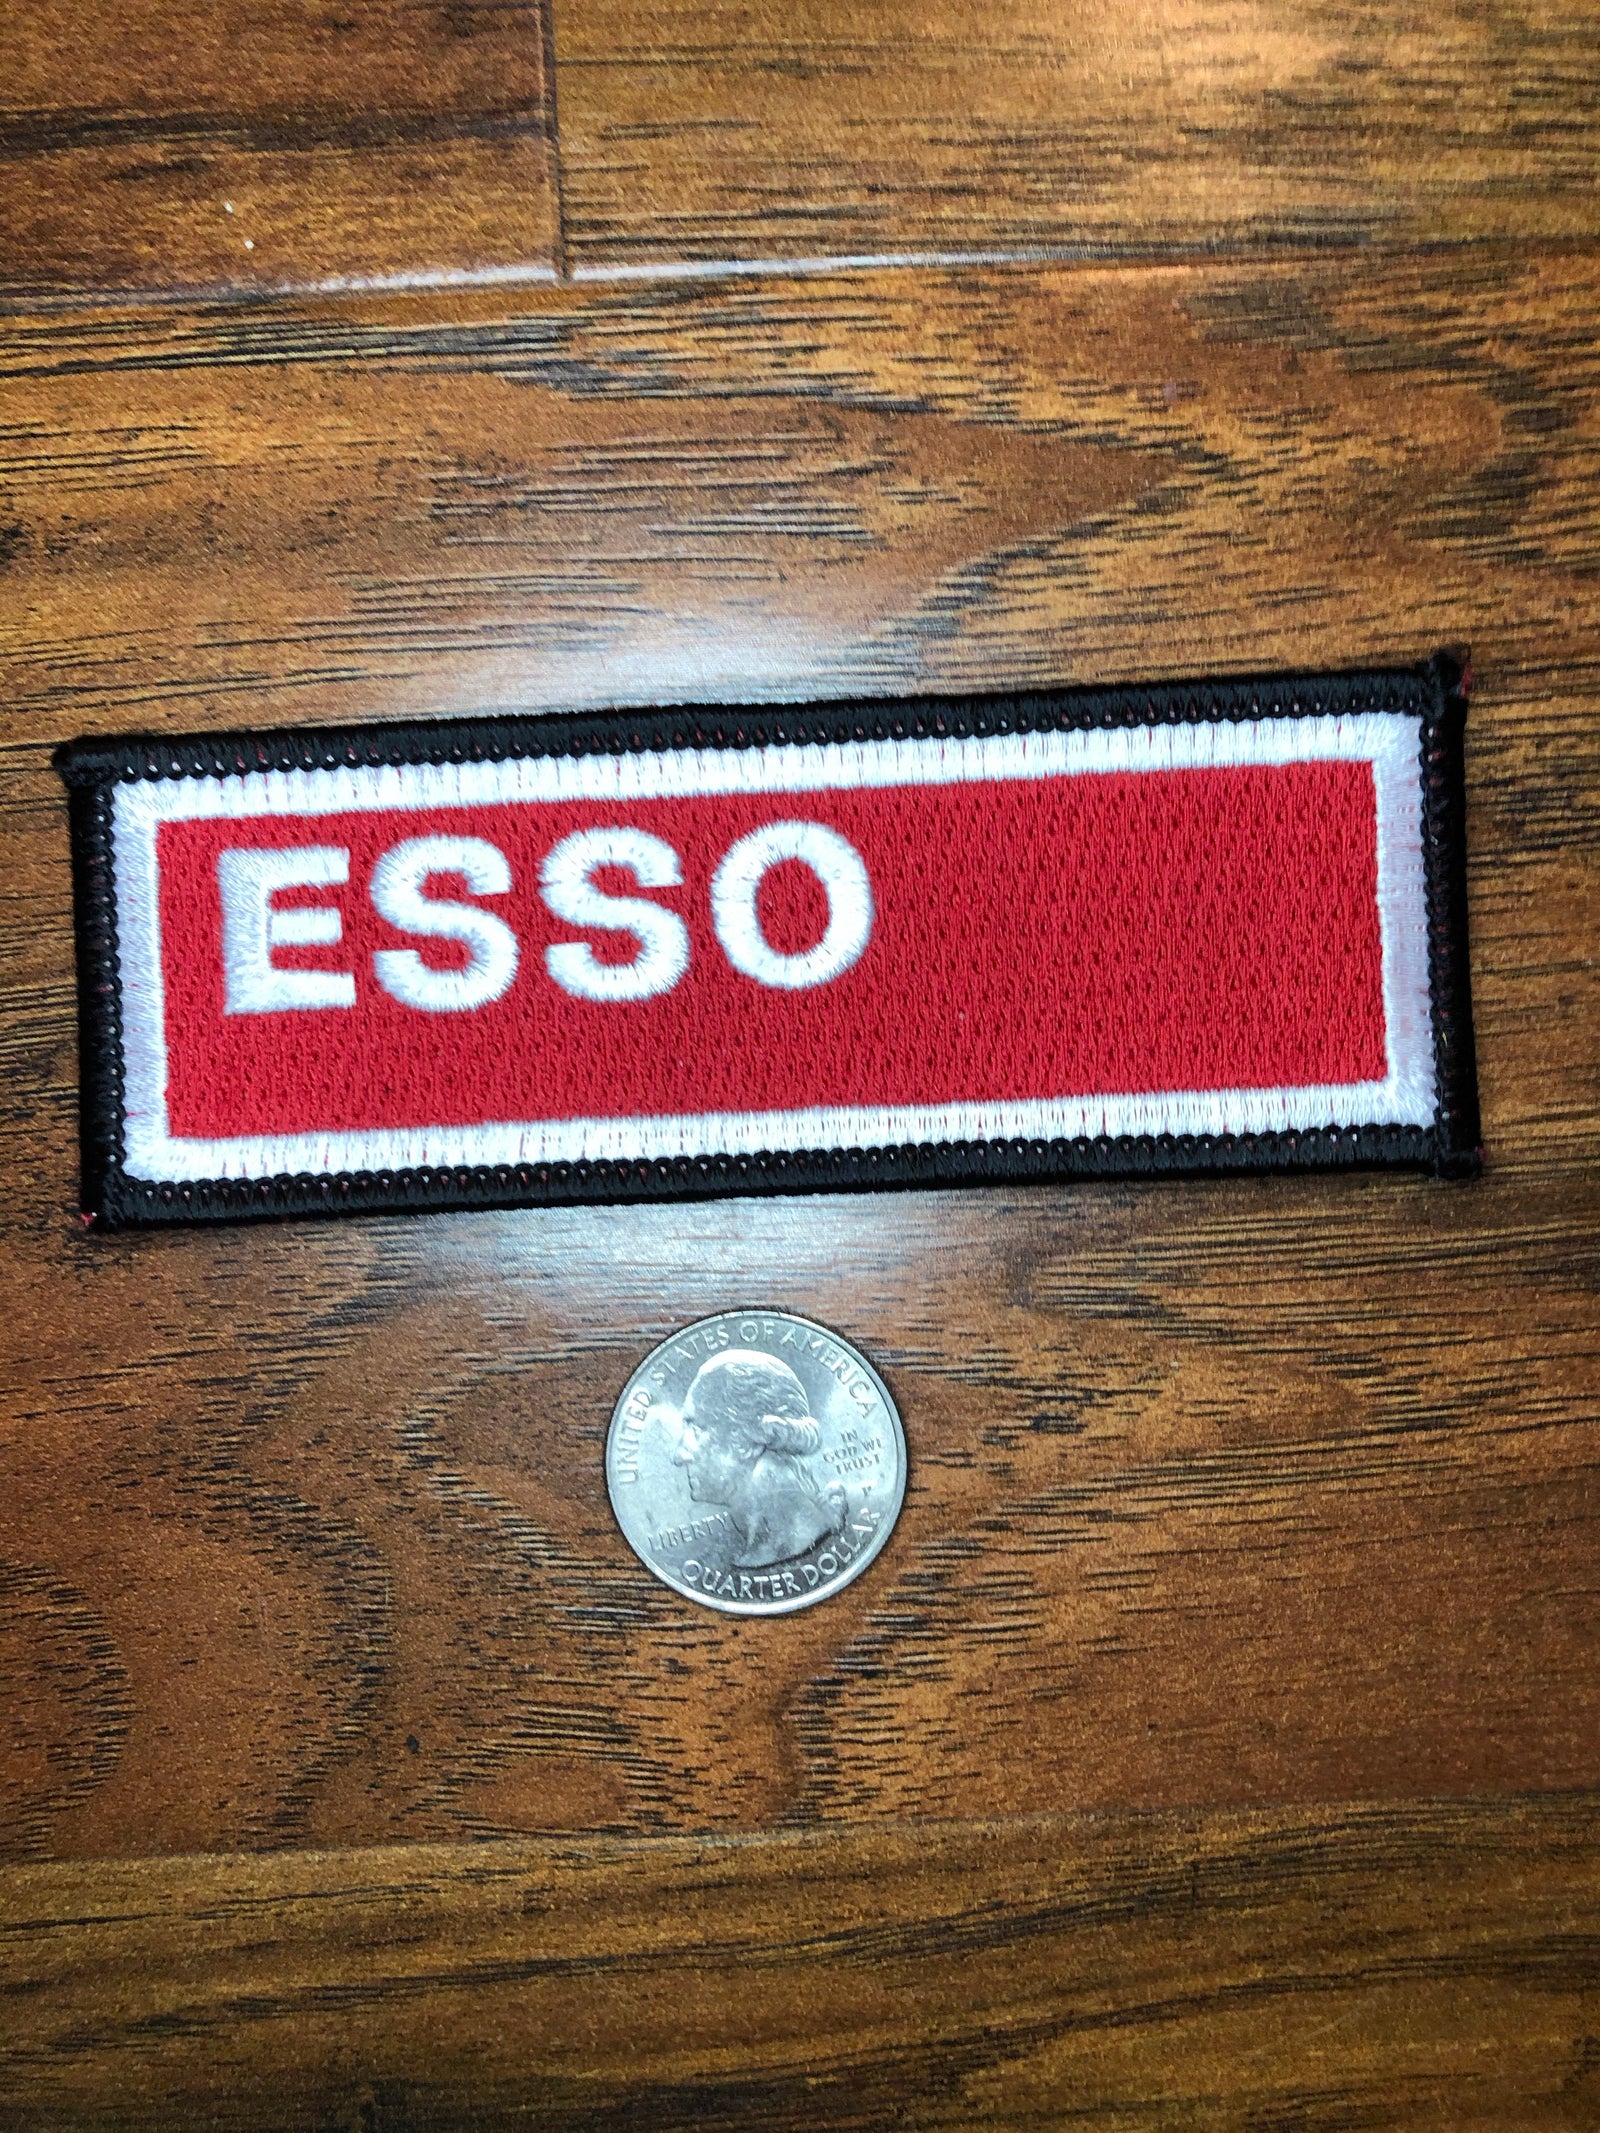 ESSO
UNITED STATES OF AMERICA
IN
GOD WE
TRUST
P
LIBERTY
QUARTER DOLLAR